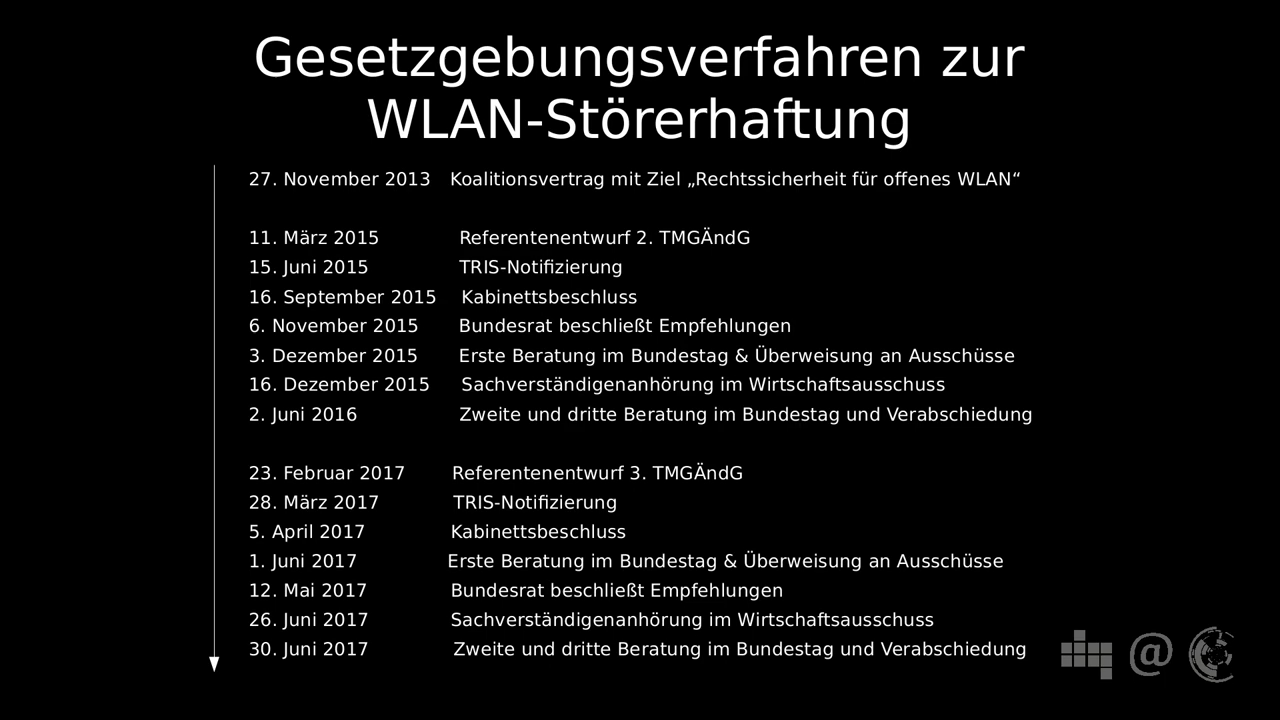 Gesetzgebungsverfahren zur
WLAN-Störerhaftung
27. November 2013 Koalitionsvertrag mit Ziel „Rechtssicherheit für offenes WLAN“
11. März 2015 Referentenentwurf 2. TMGÄndG
15. Juni 2015 TRIS-Notifizierung
16. September 2015 Kabinettsbeschluss
6. November 2015 Bundesrat beschließt Empfehlungen
3. Dezember 2015 Erste Beratung im Bundestag & Überweisung an Ausschüsse
16. Dezember 2015 Sachverständigenanhörung im Wirtschaftsausschuss
2. Juni 2016 Zweite und dritte Beratung im Bundestag und Verabschiedung
23. Februar 2017 Referentenentwurf 3. TMGÄndG
28. März 2017 TRIS-Notifizierung
5. April 2017 Kabinettsbeschluss
1. Juni 2017 Erste Beratung im Bundestag & Überweisung an Ausschüsse
12. Mai 2017 Bundesrat beschließt Empfehlungen
26. Juni 2017 Sachverständigenanhörung im Wirtschaftsausschuss
30. Juni 2017 Zweite und dritte Beratung im Bundestag und Verabschiedung
@